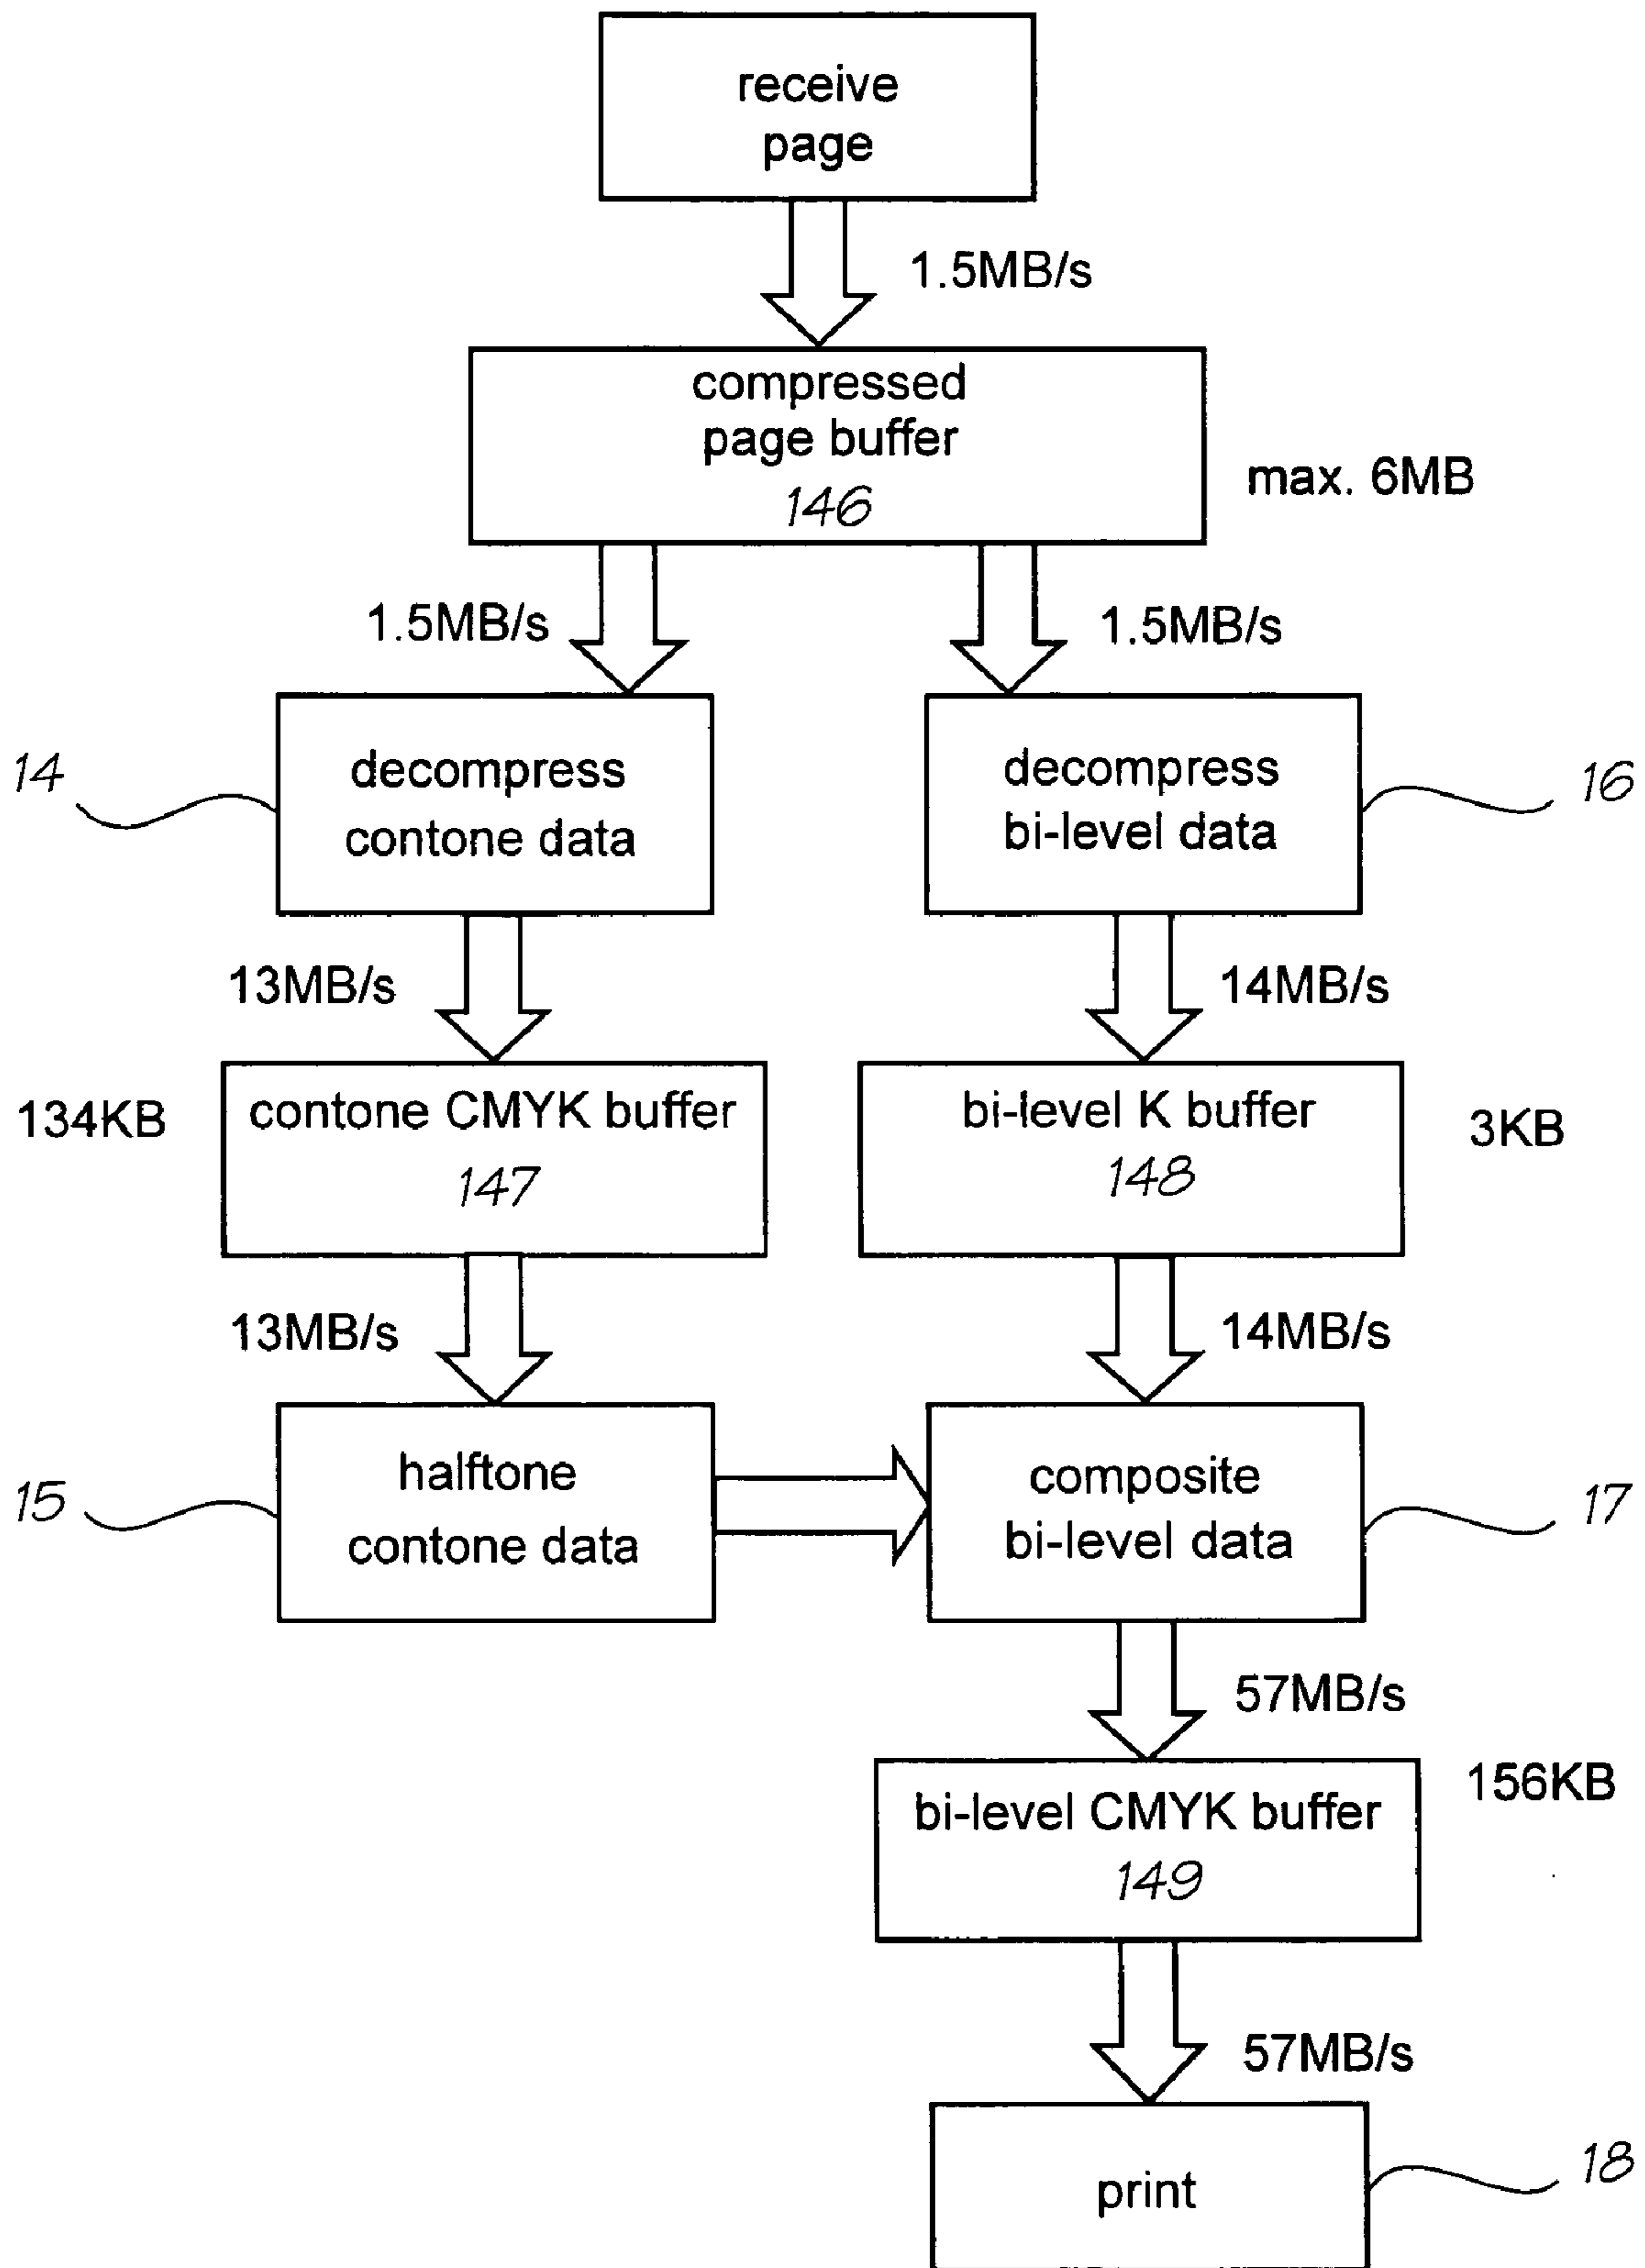 receive
page
1.5MB/s
compressed
page buffer
146
max. 6MB
1.5MB/s
1.5MB/s
14
decompress
contone data
decompress
bi-level data
16
13MB/s
14MB/s
134KB
contone CMYK buffer
147
bi-level K buffer
148
3KB
13MB/s
14MB/s
15
halftone
contone data
composite
bi-level data
17
57MB/s
156KB
bi-level CMYK buffer
149
57MB/s
print
18